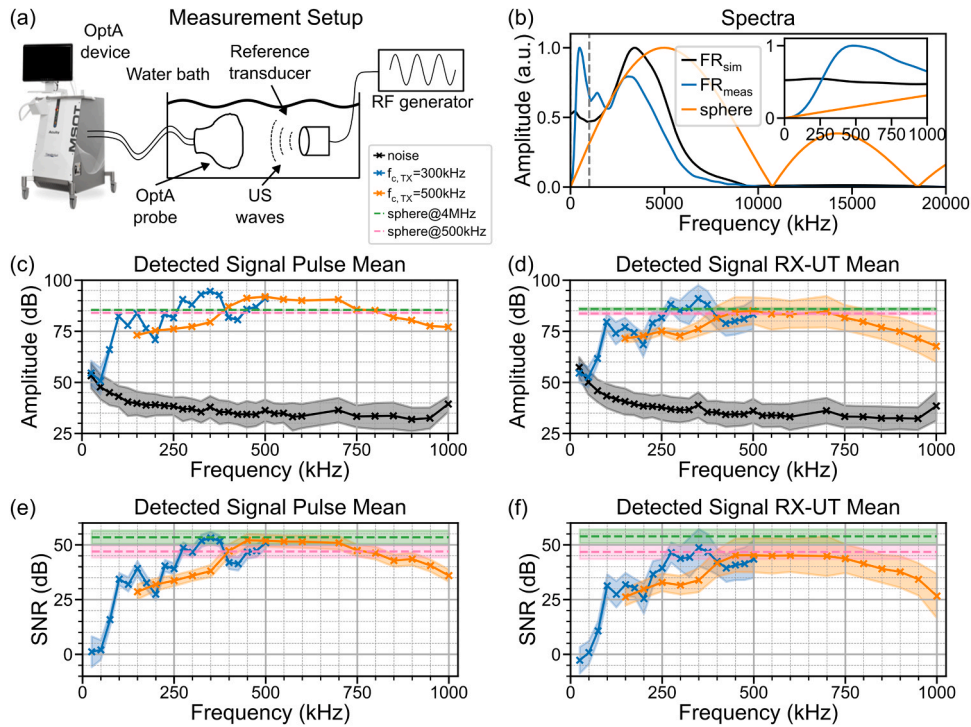 (a) Measurement Setup
OptA
device
Water bath
Reference
transducer
RF generator
MSOT
OptA
probe
US
waves
noise
f_c, TX=300kHz
f_c, TX=500kHz
sphere@4MHz
sphere@500kHz
(b) Spectra
Amplitude (a.u.)
1.0
0.5
0.0
0 5000 10000 15000 20000
Frequency (kHz)
FR_sim
FR_meas
sphere
1
0
0 250 500 750 1000
(c) Detected Signal Pulse Mean
Amplitude (dB)
100
75
50
25
0 250 500 750 1000
Frequency (kHz)
(d) Detected Signal RX-UT Mean
Amplitude (dB)
100
75
50
25
0 250 500 750 1000
Frequency (kHz)
(e) Detected Signal Pulse Mean
SNR (dB)
50
25
0
0 250 500 750 1000
Frequency (kHz)
(f) Detected Signal RX-UT Mean
SNR (dB)
50
25
0
0 250 500 750 1000
Frequency (kHz)